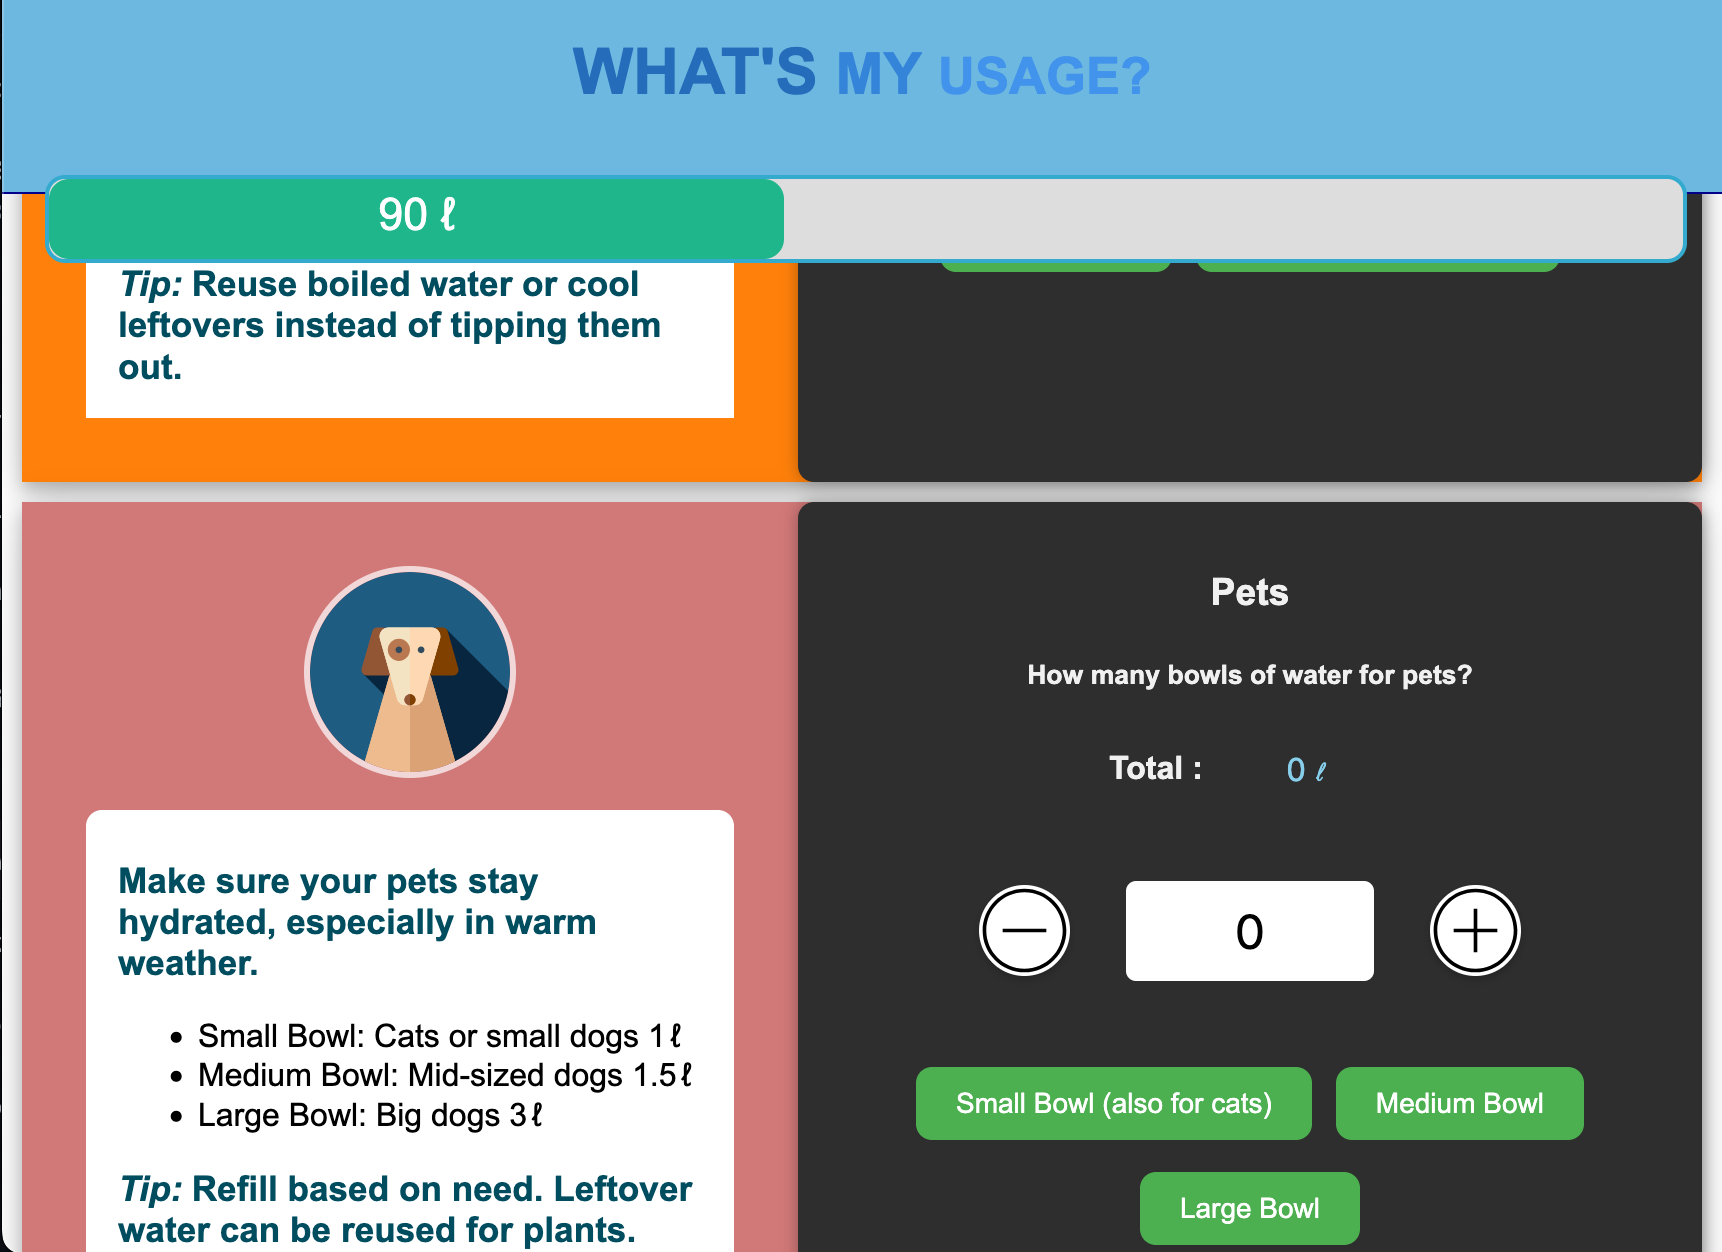 WHAT'S MY USAGE?
90 ℓ
Tip: Reuse boiled water or cool
leftovers instead of tipping them
out.
Pets
How many bowls of water for pets?
Total : 0 ℓ
0
Make sure your pets stay
hydrated, especially in warm
weather.
• Small Bowl: Cats or small dogs 1ℓ
• Medium Bowl: Mid-sized dogs 1.5ℓ
• Large Bowl: Big dogs 3ℓ
Tip: Refill based on need. Leftover
water can be reused for plants.
Small Bowl (also for cats)
Medium Bowl
Large Bowl